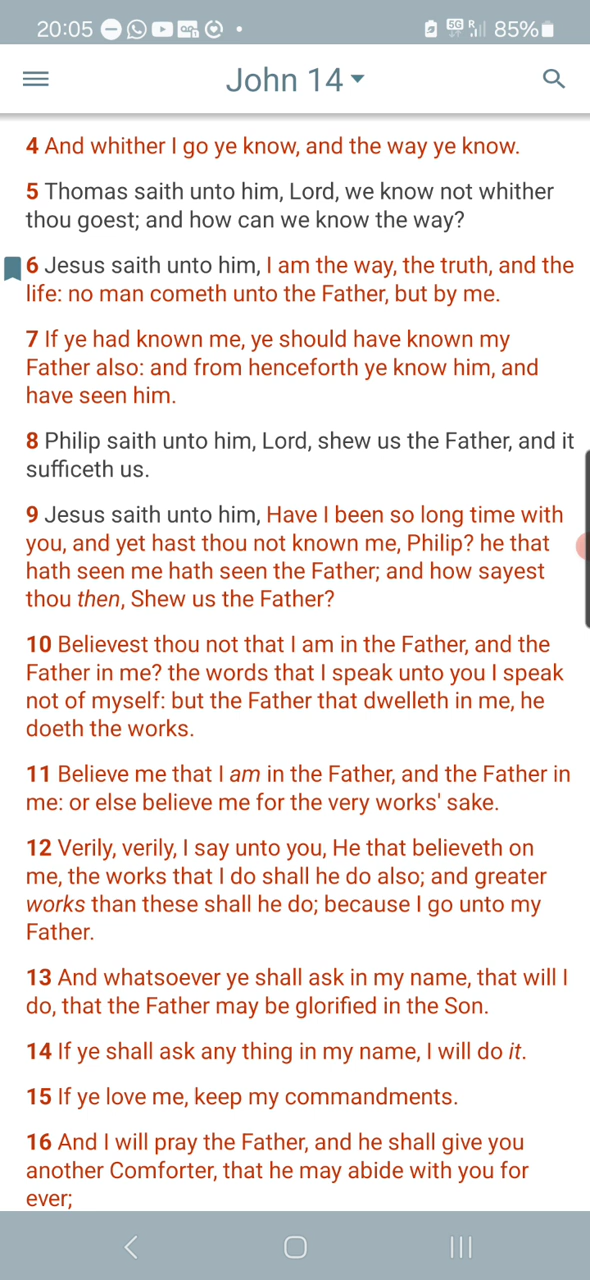 20:05
5G R 85%
John 14
4 And whither I go ye know, and the way ye know.
5 Thomas saith unto him, Lord, we know not whither
thou goest; and how can we know the way?
6 Jesus saith unto him, I am the way, the truth, and the
life: no man cometh unto the Father, but by me.
7 If ye had known me, ye should have known my
Father also: and from henceforth ye know him, and
have seen him.
8 Philip saith unto him, Lord, shew us the Father, and it
sufficeth us.
9 Jesus saith unto him, Have I been so long time with
you, and yet hast thou not known me, Philip? he that
hath seen me hath seen the Father; and how sayest
thou then, Shew us the Father?
10 Believest thou not that I am in the Father, and the
Father in me? the words that I speak unto you I speak
not of myself: but the Father that dwelleth in me, he
doeth the works.
11 Believe me that I am in the Father, and the Father in
me: or else believe me for the very works' sake.
12 Verily, verily, I say unto you, He that believeth on
me, the works that I do shall he do also; and greater
works than these shall he do; because I go unto my
Father.
13 And whatsoever ye shall ask in my name, that will I
do, that the Father may be glorified in the Son.
14 If ye shall ask any thing in my name, I will do it.
15 If ye love me, keep my commandments.
16 And I will pray the Father, and he shall give you
another Comforter, that he may abide with you for
ever;